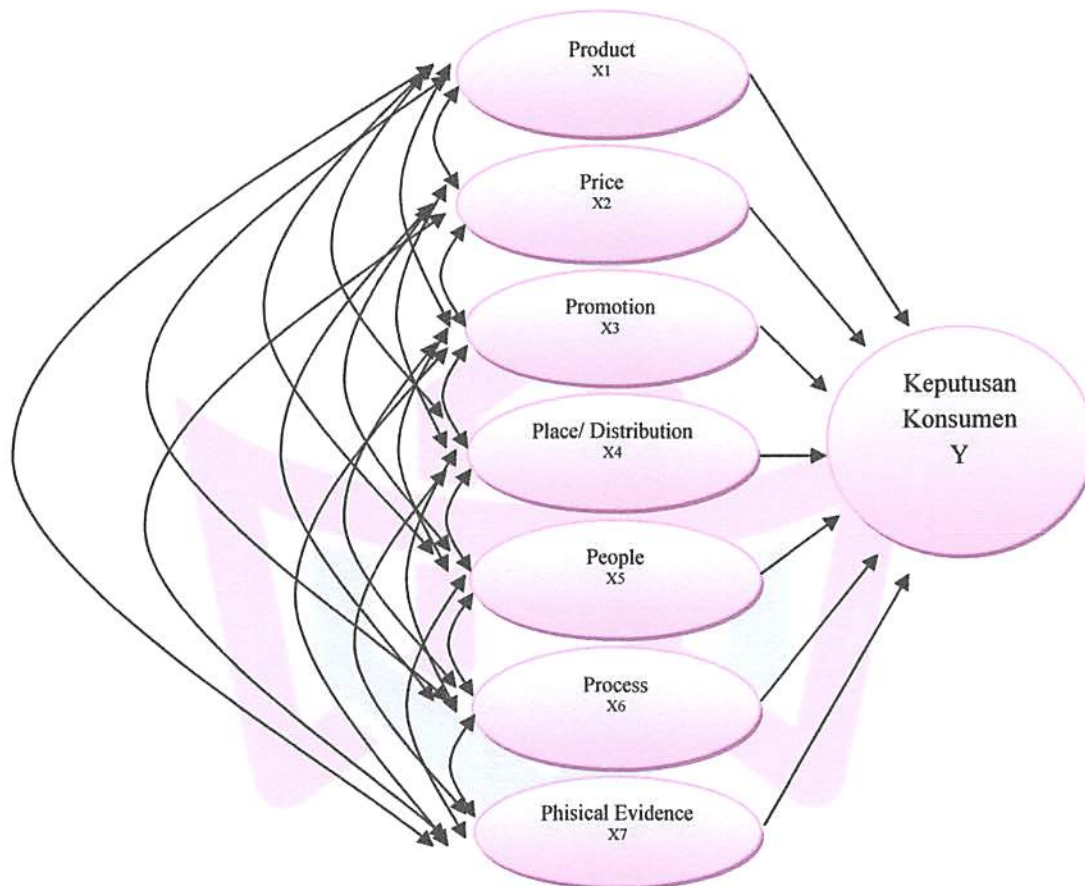 Product
X1
Price
X2
Promotion
X3
Place/ Distribution
X4
People
X5
Process
X6
Phisical Evidence
X7
Keputusan
Konsumen
Y